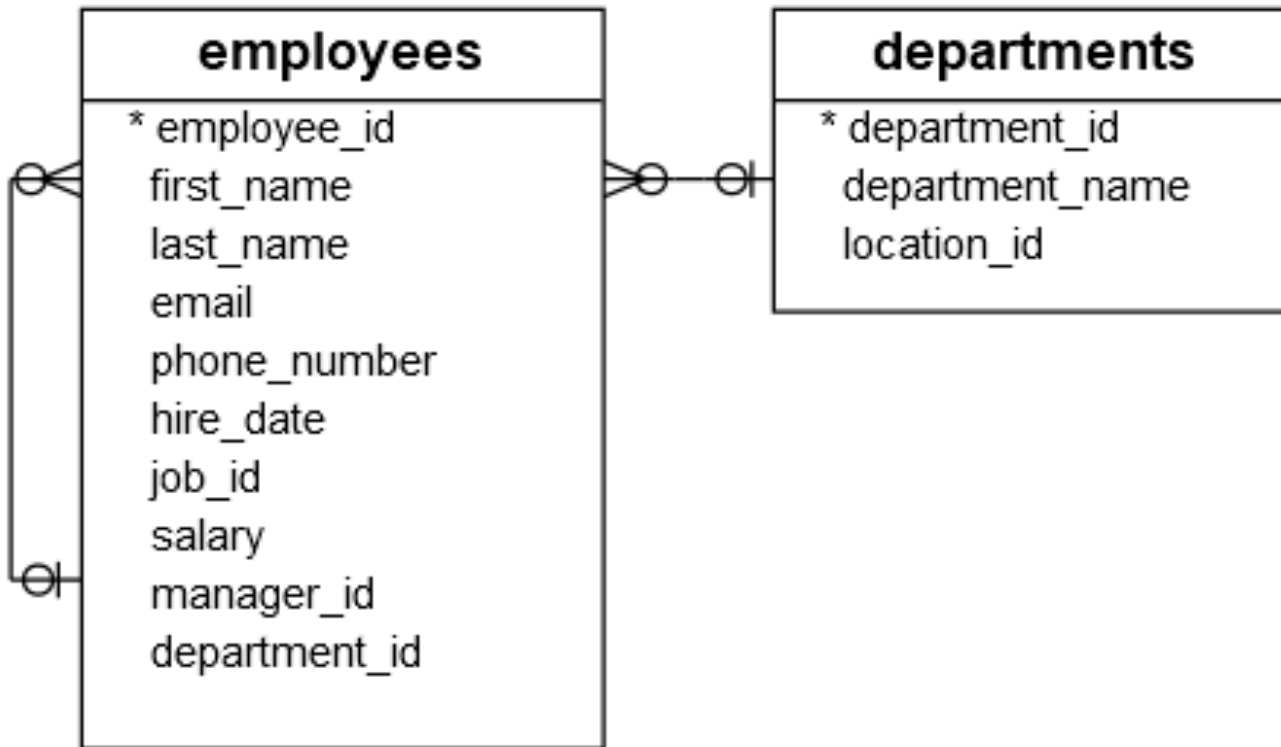 employees
* employee_id
first_name
last_name
email
phone_number
hire_date
job_id
salary
manager_id
department_id
departments
* department_id
department_name
location_id